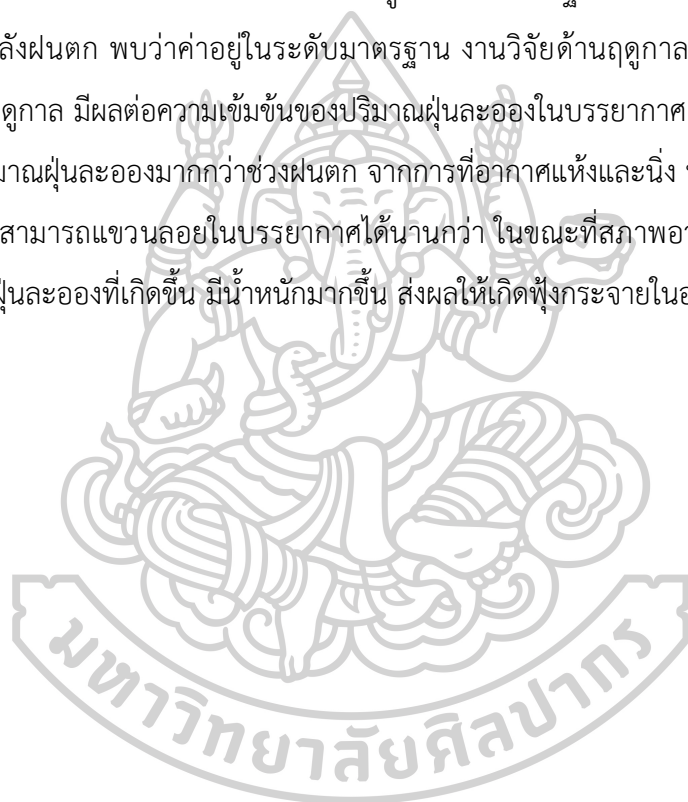 ลังฝนตก พบว่าค่าอยู่ในระดับมาตรฐาน งานวิจัยด้านฤดูกาล
ดูกาล มีผลต่อความเข้มข้นของปริมาณฝุ่นละอองในบรรยากาศ
มาณฝุ่นละอองมากกว่าช่วงฝนตก จากการที่อากาศแห้งและนิ่ง
สามารถแขวนลอยในบรรยากาศได้นานกว่า ในขณะที่สภาพอา
ฝุ่นละอองที่เกิดขึ้น มีน้ำหนักมากขึ้น ส่งผลให้เกิดฟุ้งกระจายใน
มหาวิทยาลัยศิลปากร